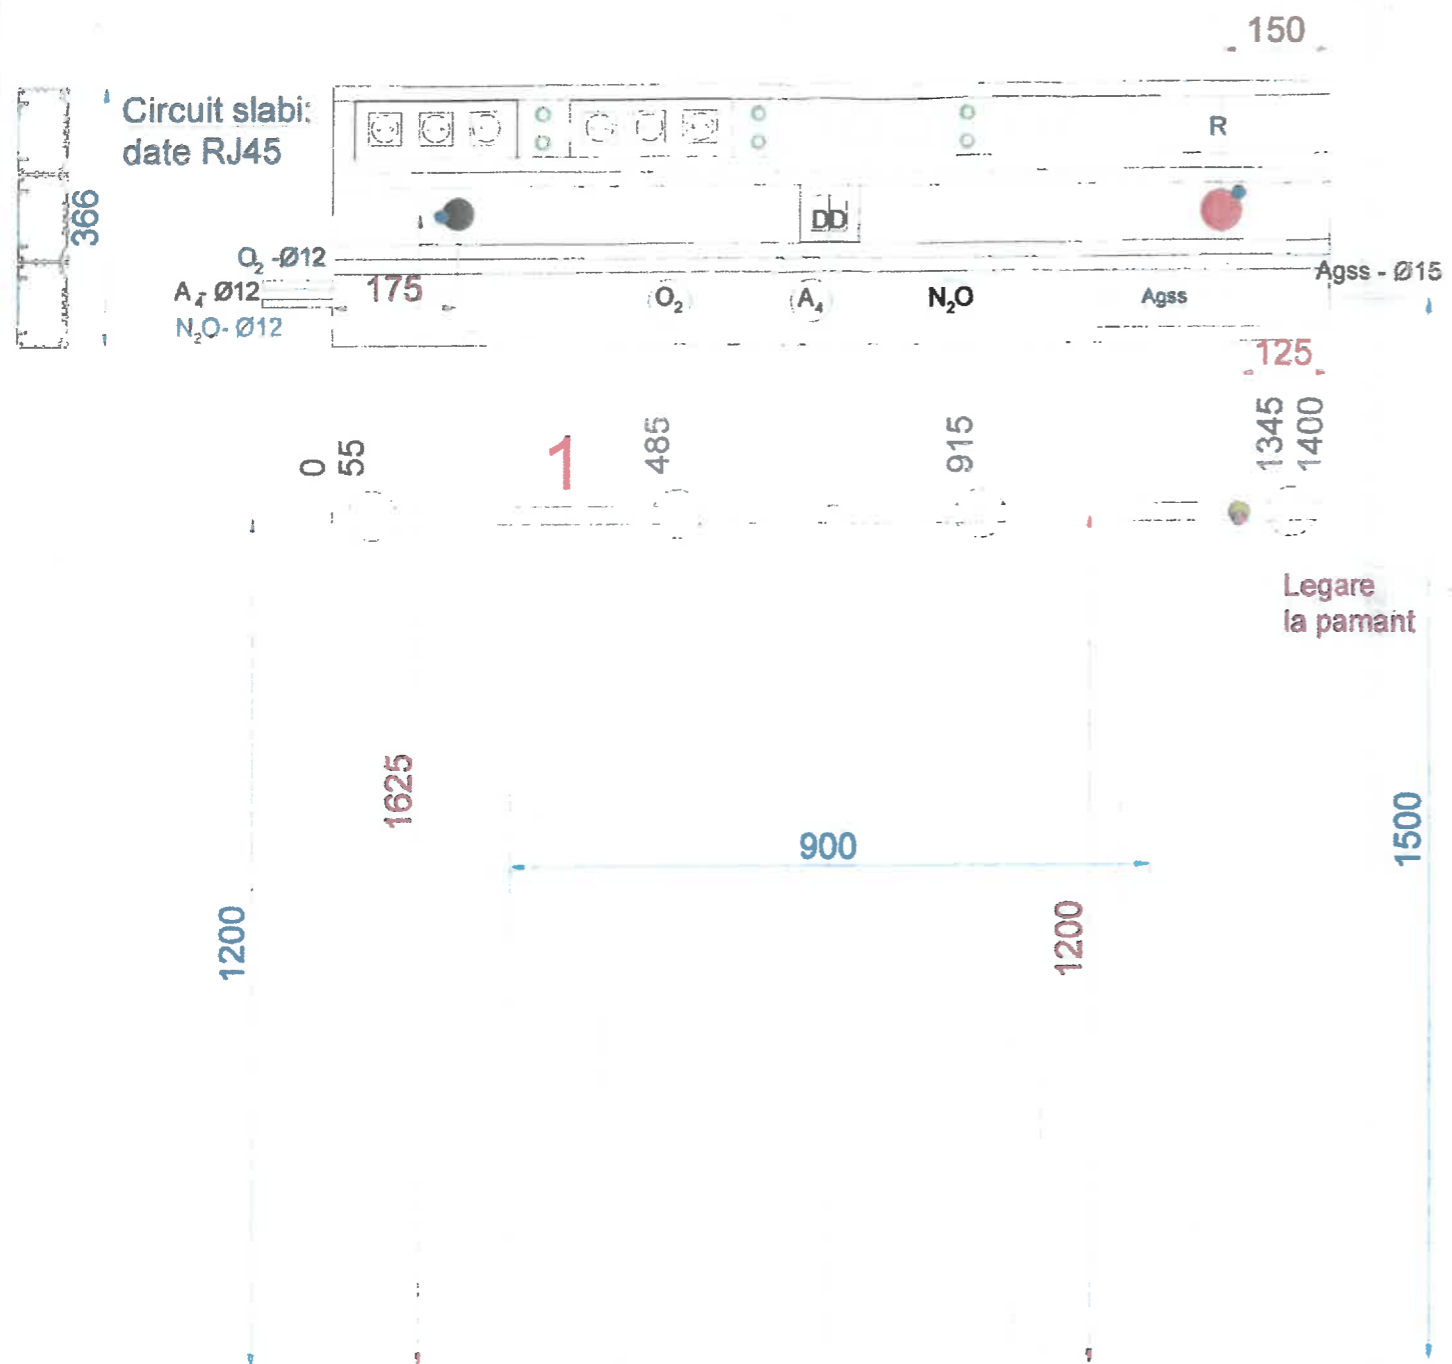 150
Circuit slabi:
date RJ45
R
366
DD
O₂ -Ø12
A₄- Ø12
N₂O- Ø12
175
O₂
A₄
N₂O
Agss
Agss - Ø15
125
0
55
1
485
915
1345
1400
Legare
la pamant
1625
900
1500
1200
1200